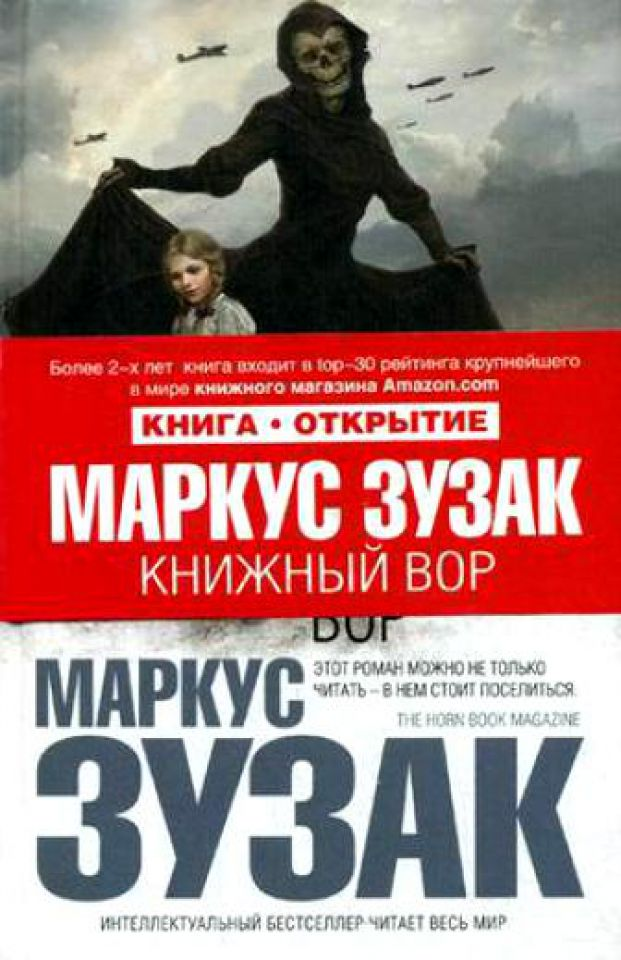 Более 2-х лет книга входит в top-30 рейтинга крупнейшего
в мире книжного магазина Amazon.com
КНИГА • ОТКРЫТИЕ
МАРКУС ЗУЗАК
КНИЖНЫЙ ВОР
ВОР
МАРКУС
ЭТОТ РОМАН МОЖНО НЕ ТОЛЬКО
ЧИТАТЬ – В НЕМ СТОИТ ПОСЕЛИТЬСЯ.
THE HORN BOOK MAGAZINE
ЗУЗАК
ИНТЕЛЛЕКТУАЛЬНЫЙ БЕСТСЕЛЛЕР-ЧИТАЕТ ВЕСЬ МИР